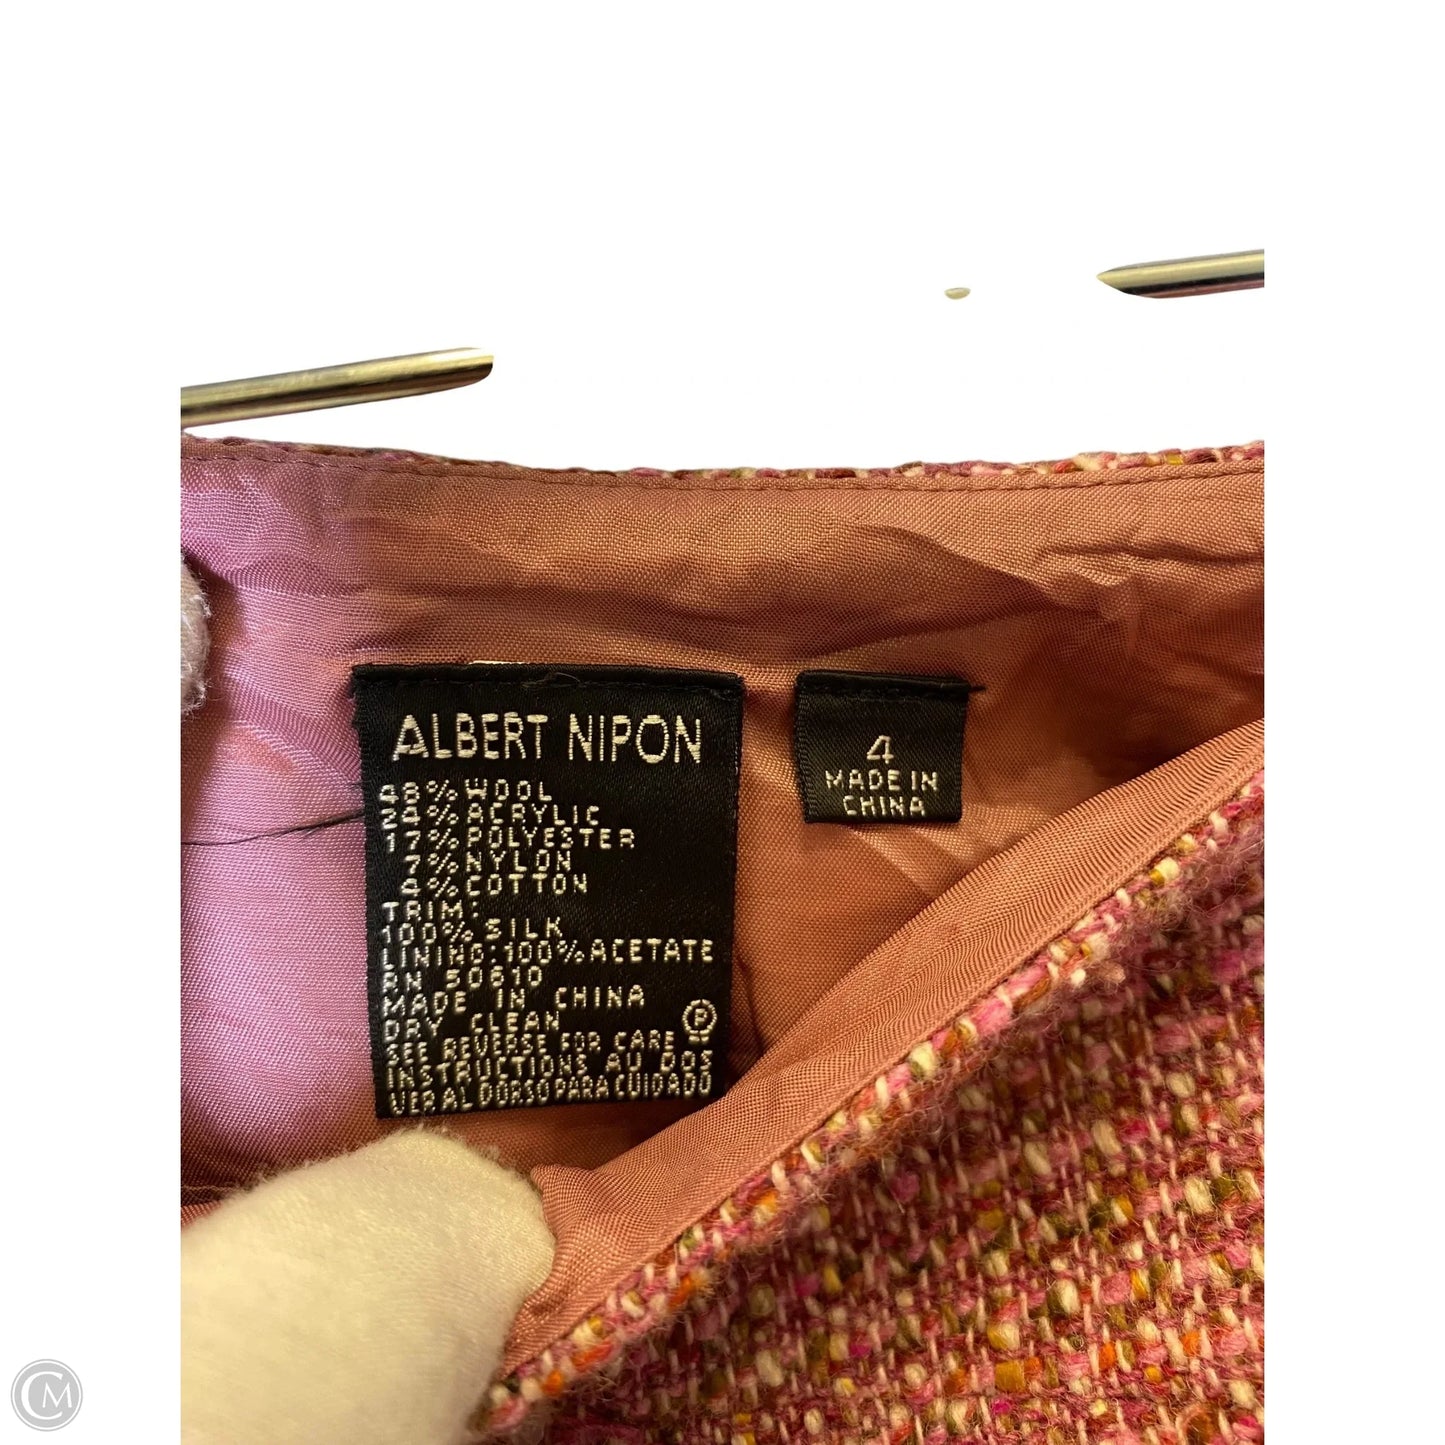 ALBERT NIPON
48% WOOL
24% ACRYLIC
17% POLYESTER
7% NYLON
4% COTTON
TRIM:
100% SILK
LINING: 100% ACETATE
RN 50610
MADE IN CHINA
DRY CLEAN P
SEE REVERSE FOR CARE
INSTRUCTIONS AU DOS
VER AL DORSO PARA CUIDADO
4
MADE IN
CHINA
CM